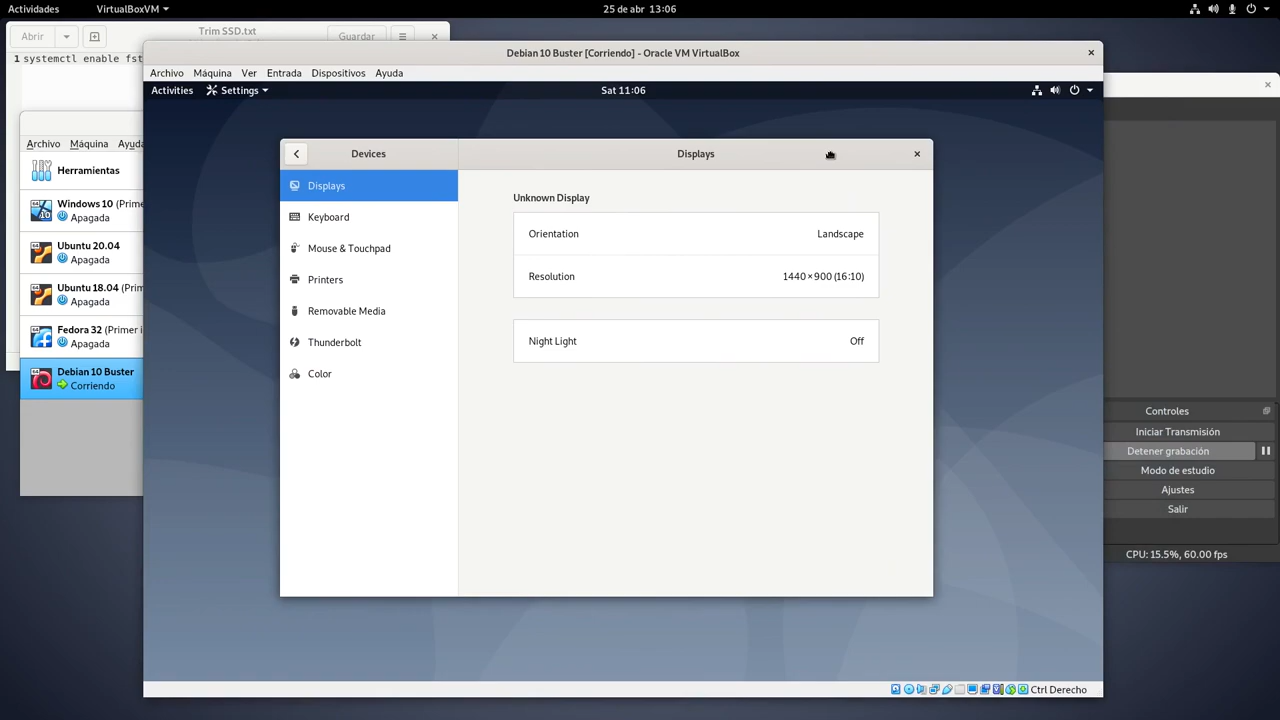 Actividades
VirtualBoxVM
25 de abr 13:06
Abrir
Trim SSD.txt
Guardar
1 systemctl enable fst
Debian 10 Buster [Corriendo] - Oracle VM VirtualBox
Archivo Máquina Ver Entrada Dispositivos Ayuda
Activities
Settings
Sat 11:06
Archivo Máquina Ayuda
Herramientas
Windows 10 (Prime
Apagada
Ubuntu 20.04
Apagada
Ubuntu 18.04 (Prim
Apagada
Fedora 32 (Primer i
Apagada
Debian 10 Buster
Corriendo
Devices
Displays
Keyboard
Mouse & Touchpad
Printers
Removable Media
Thunderbolt
Color
Displays
Unknown Display
Orientation Landscape
Resolution 1440×900 (16:10)
Night Light Off
Controles
Iniciar Transmisión
Detener grabación
Modo de estudio
Ajustes
Salir
CPU: 15.5%, 60.00 fps
Ctrl Derecho